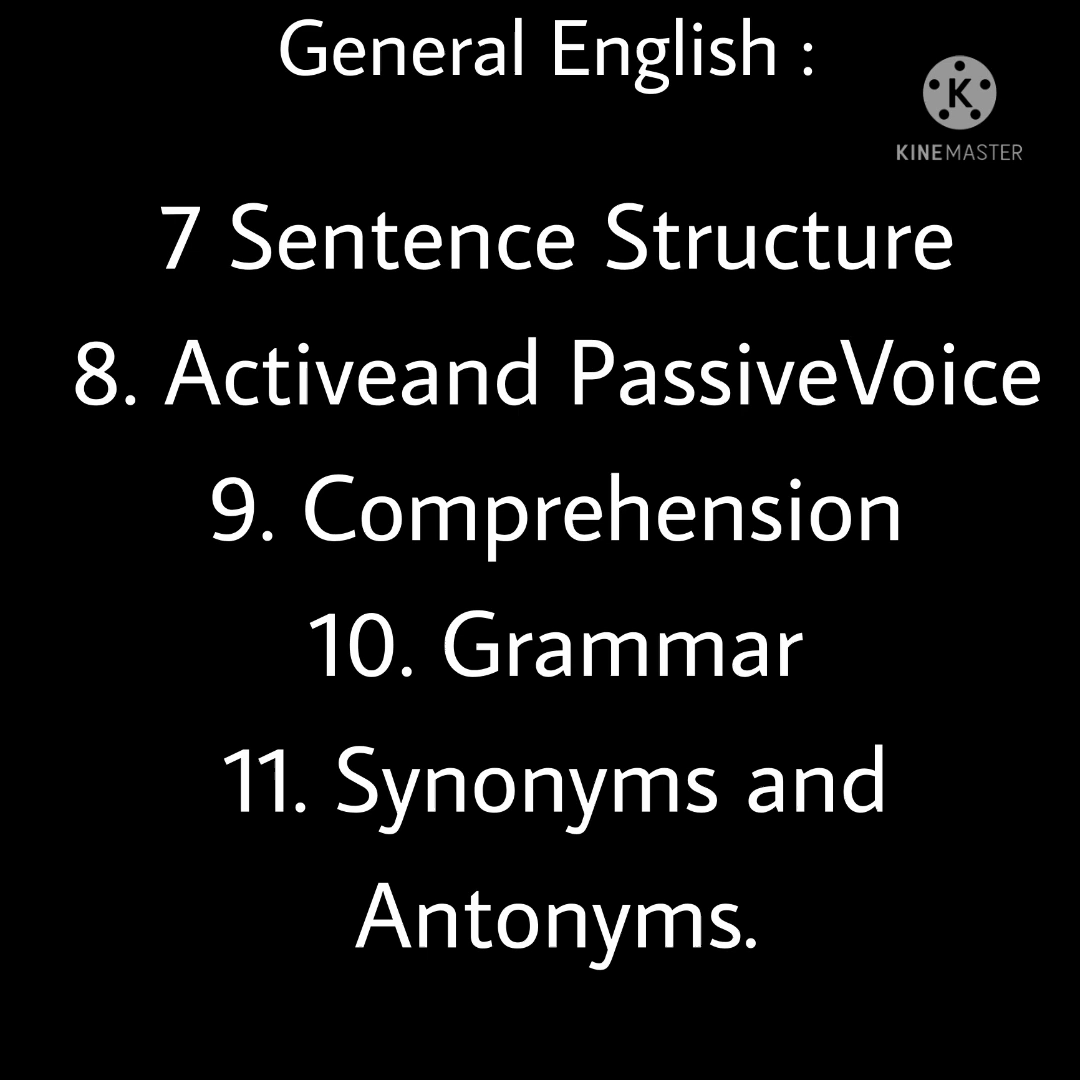 General English :
K
KINEMASTER
7 Sentence Structure
8. Activeand PassiveVoice
9. Comprehension
10. Grammar
11. Synonyms and
Antonyms.